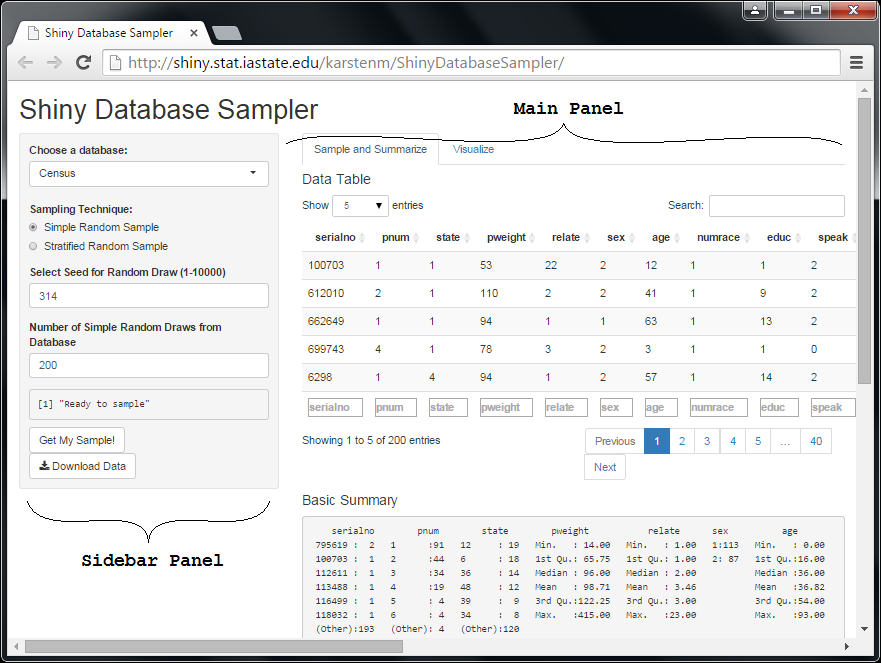 Shiny Database Sampler
http://shiny.stat.iastate.edu/karstenm/ShinyDatabaseSampler/
Shiny Database Sampler
Main Panel
Choose a database:
Census
Sampling Technique:
Simple Random Sample
Stratified Random Sample
Select Seed for Random Draw (1-10000)
314
Number of Simple Random Draws from
Database
200
[1] "Ready to sample"
Get My Sample!
Download Data
Sidebar Panel
Sample and Summarize Visualize
Data Table
Show 5 entries Search:
serialno pnum state pweight relate sex age numrace educ speak
100703 1 1 53 22 2 12 1 1 2
612010 2 1 110 2 2 41 1 9 2
662649 1 1 94 1 1 63 1 13 2
699743 4 1 78 3 2 3 1 1 0
6298 1 4 94 1 2 57 1 14 2
serialno pnum state pweight relate sex age numrace educ speak
Showing 1 to 5 of 200 entries
Previous 1 2 3 4 5 ... 40
Next
Basic Summary
serialno pnum state pweight relate sex age
795619 : 2 1 :91 12 : 19 Min. : 14.00 Min. : 1.00 1:113 Min. : 0.00
100703 : 1 2 :44 6 : 18 1st Qu.: 65.75 1st Qu.: 1.00 2: 87 1st Qu.:16.00
112611 : 1 3 :34 36 : 14 Median : 96.00 Median : 2.00 Median :36.00
113488 : 1 4 :19 48 : 12 Mean : 98.71 Mean : 3.46 Mean :36.82
116499 : 1 5 : 4 39 : 9 3rd Qu.:122.25 3rd Qu.: 3.00 3rd Qu.:54.00
118032 : 1 6 : 4 34 : 8 Max. :415.00 Max. :23.00 Max. :93.00
(Other):193 (Other): 4 (Other):120